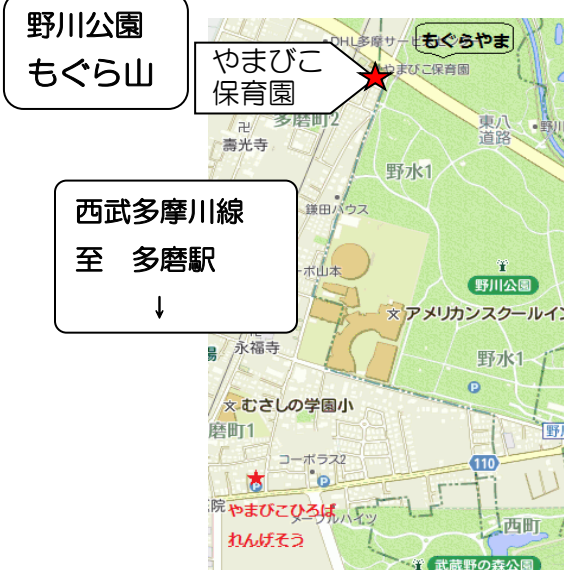 野川公園
もぐら山
DHL多摩サービ
もぐらやま
やまびこ
保育園
やまびこ保育園
多磨町2
卍
壽光寺
東八
道路
野川
野水1
西武多摩川線
至 多磨駅
↓
鎌田ハウス
ーポ山本
野川公園
文アメリカンスクールイン
永福寺
野水1
P
文むさしの学園小
磨町1
コーポラス2
110
P
P
院
やまびこひろば
メープルハイツ
れんげそう
西町
武蔵野の森公園